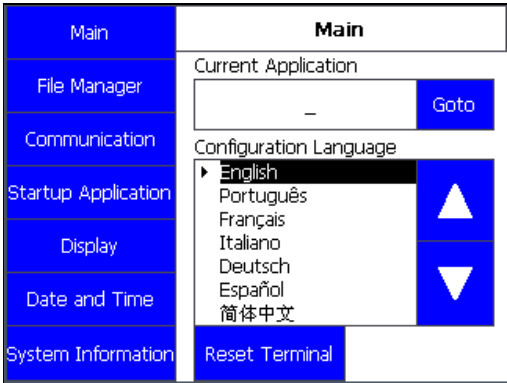 Main
File Manager
Communication
Startup Application
Display
Date and Time
System Information
Main
Current Application
_
Goto
Configuration Language
English
Português
Français
Italiano
Deutsch
Español
简体中文
Reset Terminal